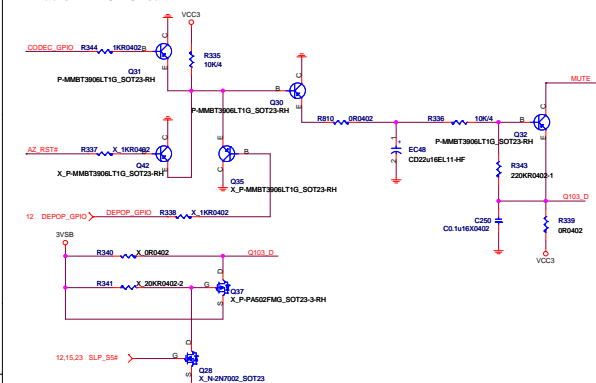 VCC3
CODEC_GPIO R344 1KR0402 B C E
Q31
P-MMBT3906LT1G_SOT23-RH
R335
10K/4
Q30
P-MMBT3906LT1G_SOT23-RH
B C E
R810 0R0402
R336 10K/4
MUTE
B C E
Q32
P-MMBT3906LT1G_SOT23-RH
AZ_RST# R337 X_1KR0402 B C E
Q42
X_P-MMBT3906LT1G_SOT23-RH
E B C
Q35
X_P-MMBT3906LT1G_SOT23-RH
1 + 2
EC48
CD22u16EL11-HF
R343
220KR0402-1
Q103_D
C250
C0.1u16X0402
R339
0R0402
VCC3
12 DEPOP_GPIO DEPOP_GPIO R338 X_1KR0402
3VSB
R340 X_0R0402 Q103_D
R341 X_20KR0402-2 G D S
Q37
X_P-PA502FMG_SOT23-3-RH
12,15,23 SLP_S5# G D S
Q28
X_N-2N7002_SOT23